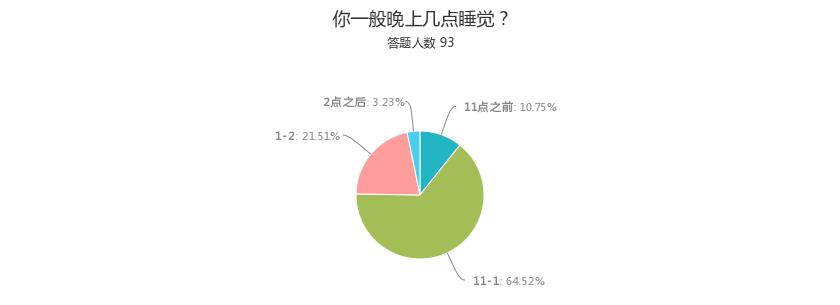 你一般晚上几点睡觉？
答题人数 93
2点之后: 3.23%
11点之前: 10.75%
1-2: 21.51%
11-1: 64.52%